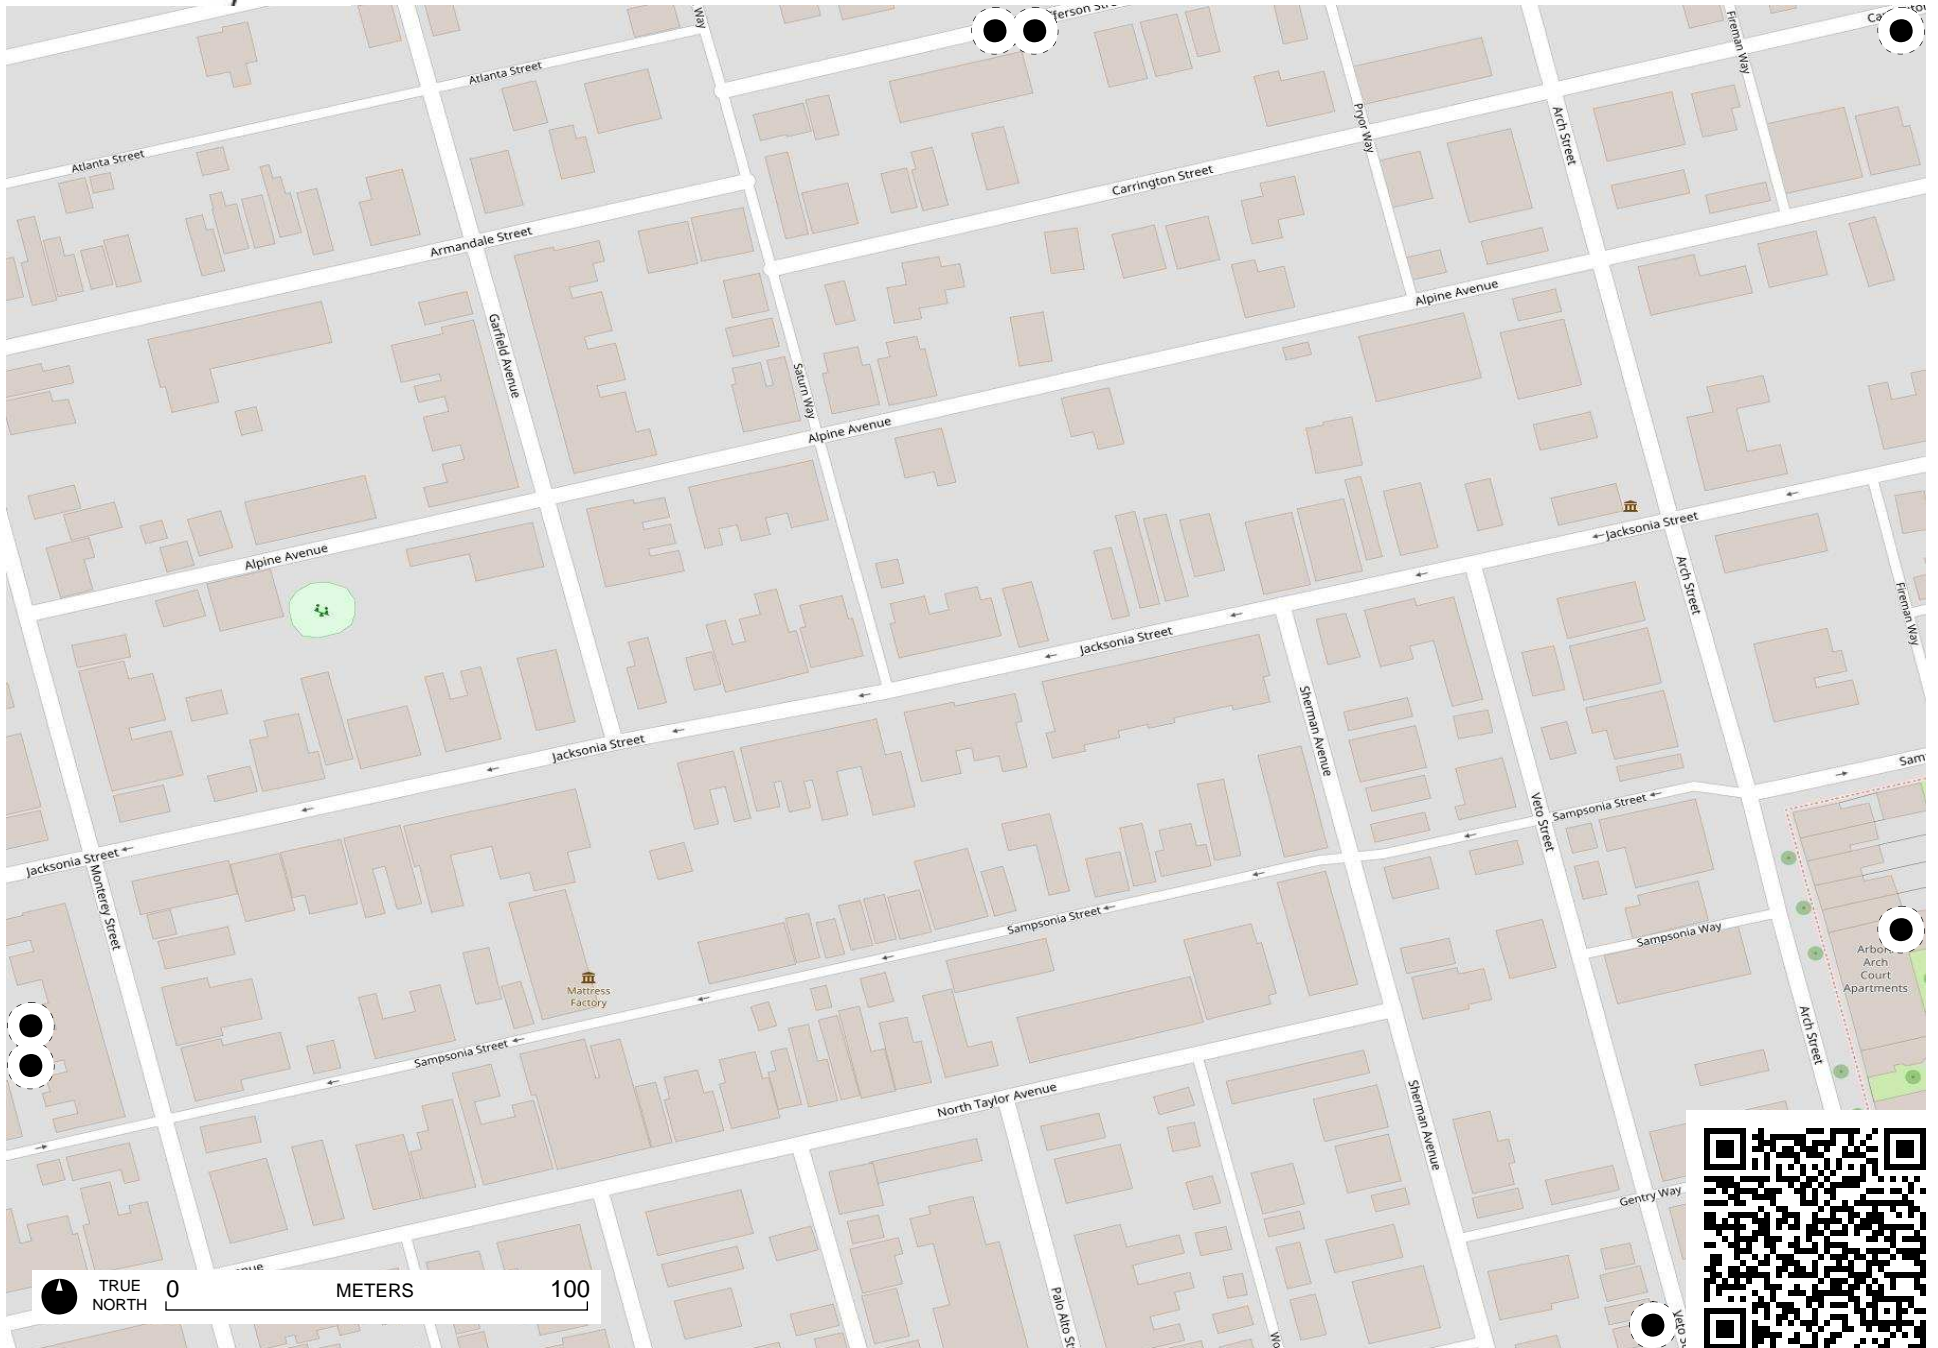 Way
Fireman Way
Atlanta Street
Pryor Way
Arch Street
Atlanta Street
Carrington Street
Armandale Street
Alpine Avenue
Garfield Avenue
Saturn Way
Alpine Avenue
Jacksonia Street
Alpine Avenue
Arch Street
Fireman Way
Jacksonia Street
Sherman Avenue
Jacksonia Street
Sam
Veto Street
Sampsonia Street
Jacksonia Street
Monterey Street
Sampsonia Street
Sampsonia Way
Arch
Court
Apartments
Mattress
Factory
Arch Street
Sampsonia Street
North Taylor Avenue
Sherman Avenue
Gentry Way
TRUE
NORTH
0 METERS 100
Palo Alto St